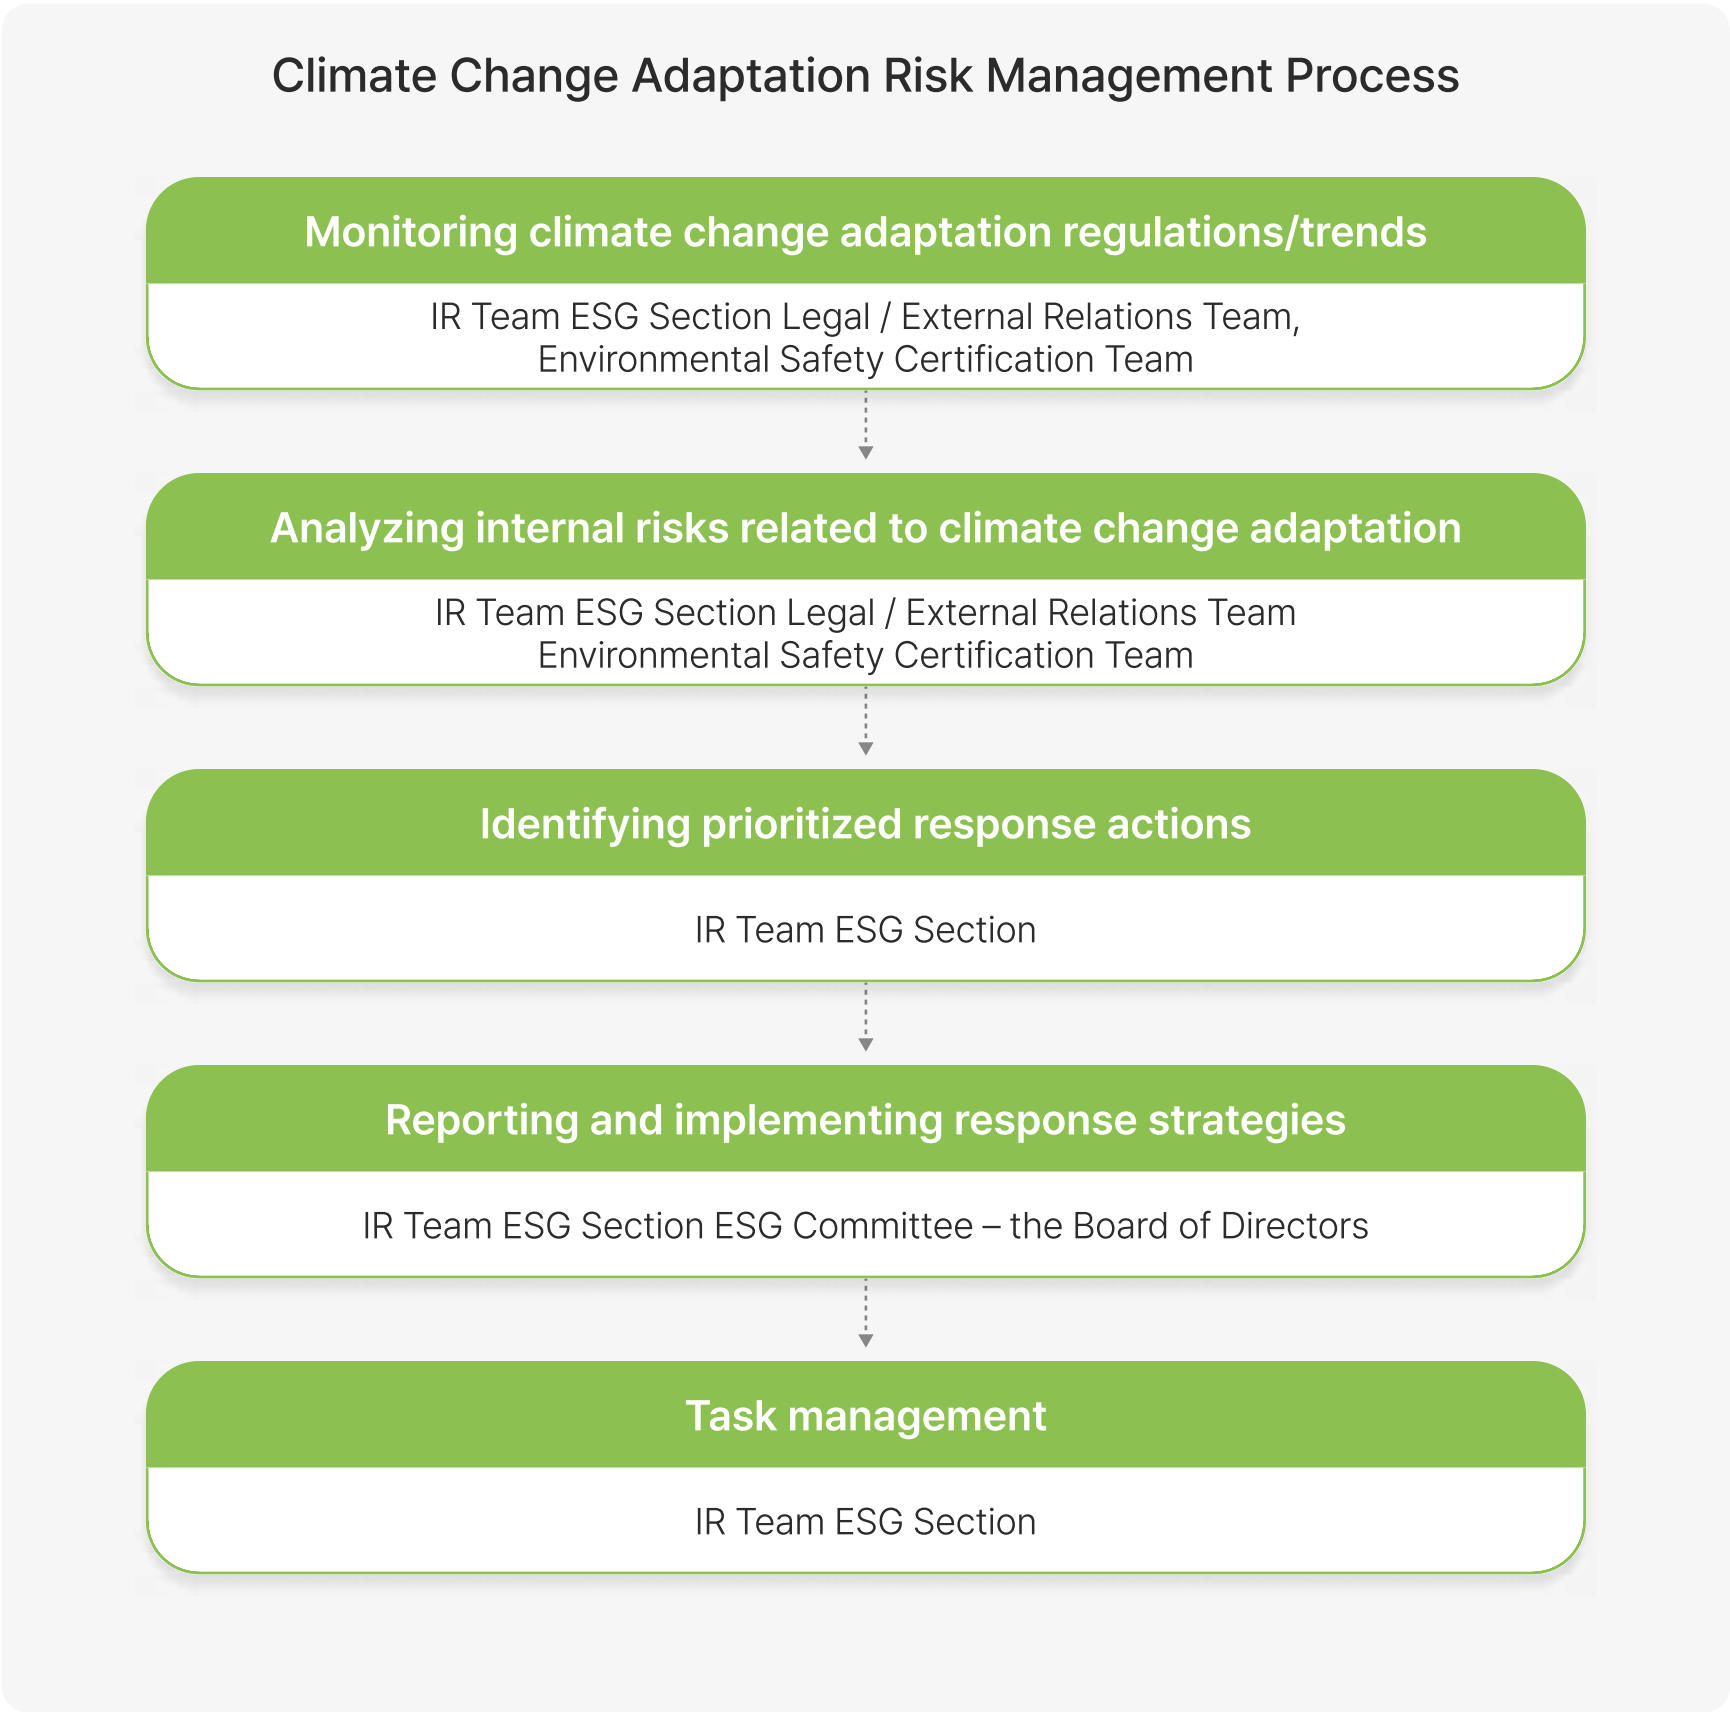 Climate Change Adaptation Risk Management Process
Monitoring climate change adaptation regulations/trends
IR Team ESG Section Legal / External Relations Team,
Environmental Safety Certification Team
Analyzing internal risks related to climate change adaptation
IR Team ESG Section Legal / External Relations Team
Environmental Safety Certification Team
Identifying prioritized response actions
IR Team ESG Section
Reporting and implementing response strategies
IR Team ESG Section ESG Committee – the Board of Directors
Task management
IR Team ESG Section